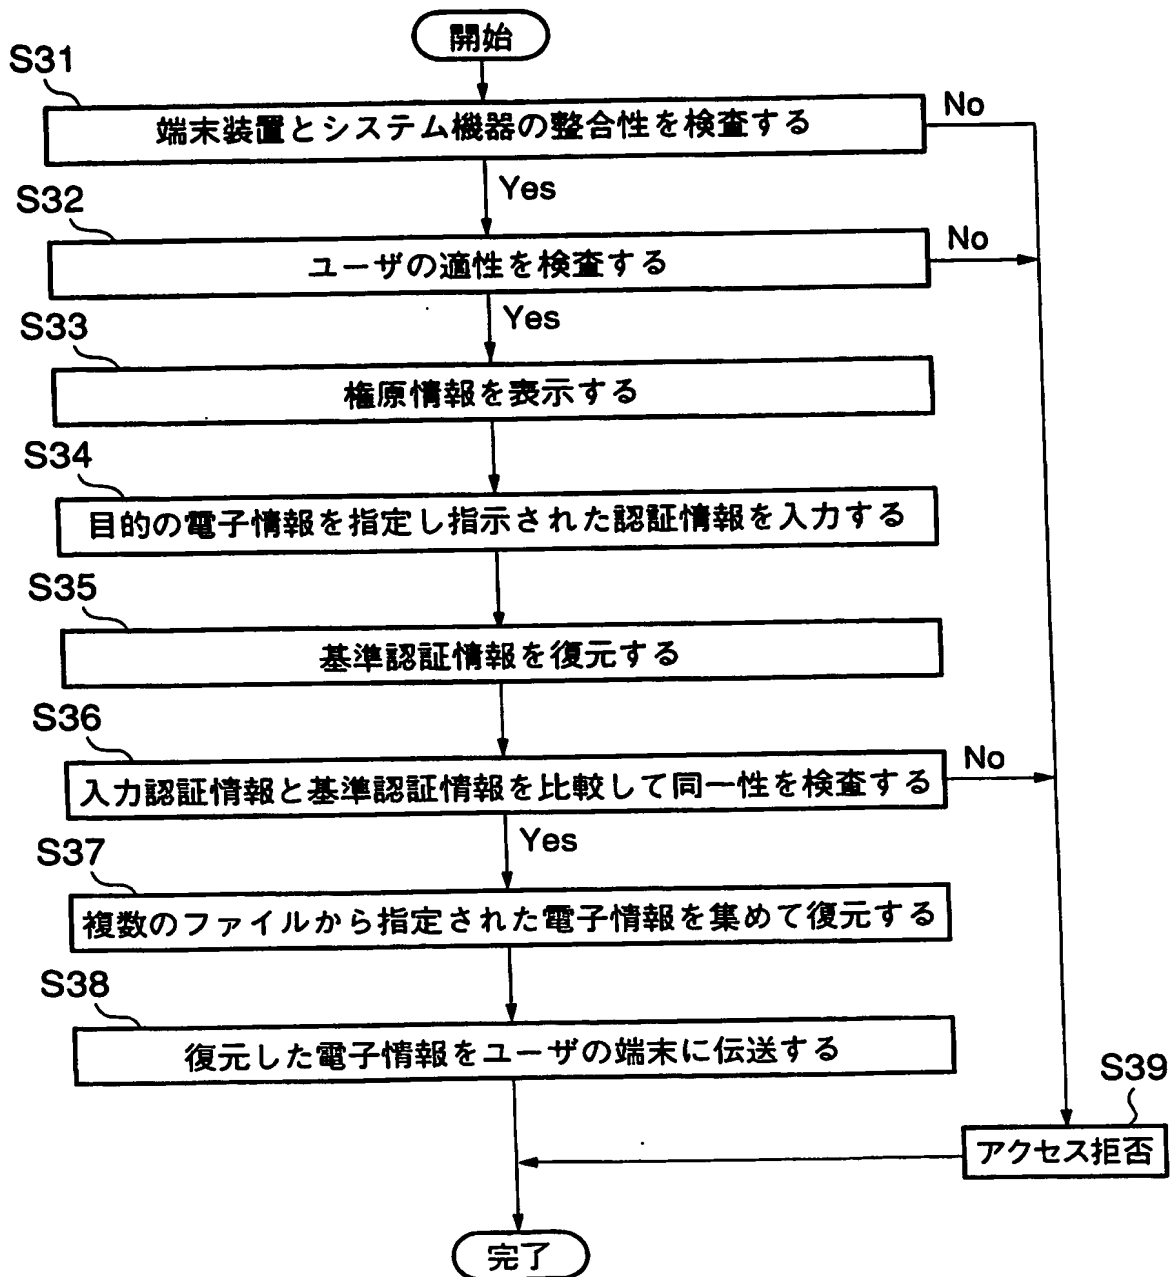 開始
S31
端末装置とシステム機器の整合性を検査する
No
Yes
S32
ユーザの適性を検査する
No
Yes
S33
権原情報を表示する
S34
目的の電子情報を指定し指示された認証情報を入力する
S35
基準認証情報を復元する
S36
入力認証情報と基準認証情報を比較して同一性を検査する
No
Yes
S37
複数のファイルから指定された電子情報を集めて復元する
S38
復元した電子情報をユーザの端末に伝送する
S39
アクセス拒否
完了